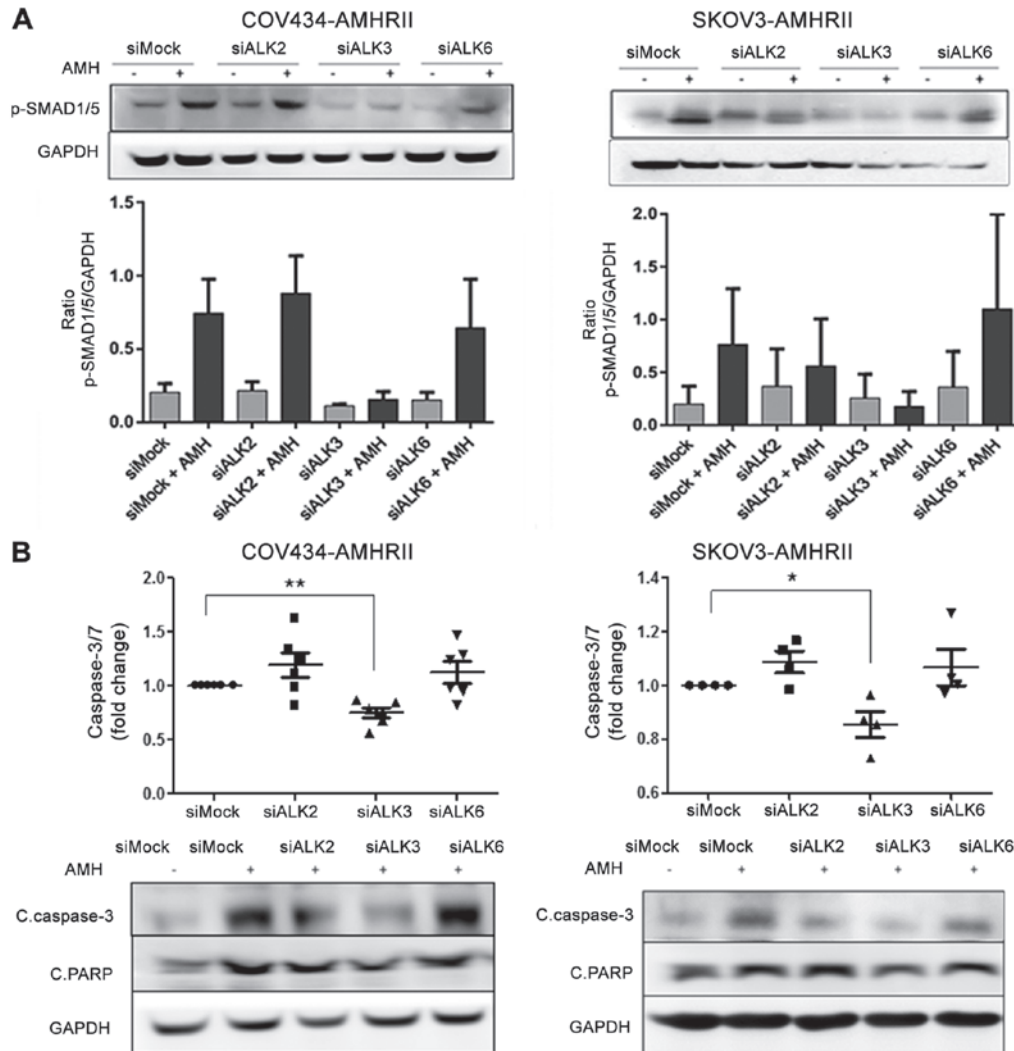 A
COV434-AMHRII
siMock siALK2 siALK3 siALK6
AMH - + - + - + - +
p-SMAD1/5
GAPDH
1.5
1.0
0.5
0.0
Ratio
p-SMAD1/5/GAPDH
siMock
siMock + AMH
siALK2
siALK2 + AMH
siALK3
siALK3 + AMH
siALK6
siALK6 + AMH
SKOV3-AMHRII
siMock siALK2 siALK3 siALK6
- + - + - + - +
2.0
1.5
1.0
0.5
0.0
Ratio
p-SMAD1/5/GAPDH
siMock
siMock + AMH
siALK2
siALK2 + AMH
siALK3
siALK3 + AMH
siALK6
siALK6 + AMH
B
COV434-AMHRII
2.0
1.5
1.0
0.5
0.0
Caspase-3/7
(fold change)
**
siMock siALK2 siALK3 siALK6
siMock siMock siALK2 siALK3 siALK6
AMH - + + + +
C.caspase-3
C.PARP
GAPDH
SKOV3-AMHRII
1.4
1.2
1.0
0.8
0.6
Caspase-3/7
(fold change)
*
siMock siALK2 siALK3 siALK6
siMock siMock siALK2 siALK3 siALK6
AMH - + + + +
C.caspase-3
C.PARP
GAPDH